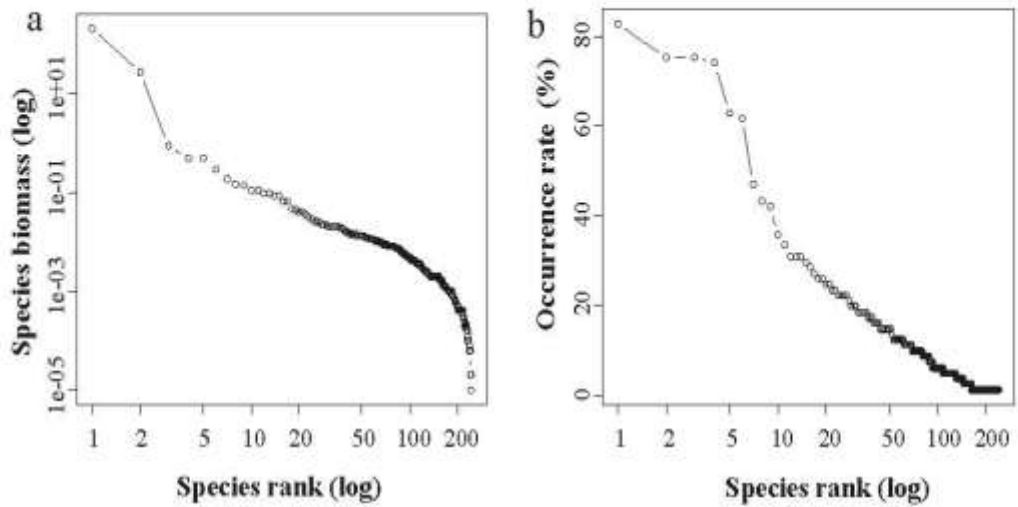 a
Species biomass (log)
1e+01
1e-01
1e-03
1e-05
1 2 5 10 20 50 100 200
Species rank (log)
b
Occurrence rate (%)
80
60
40
20
0
1 2 5 10 20 50 100 200
Species rank (log)